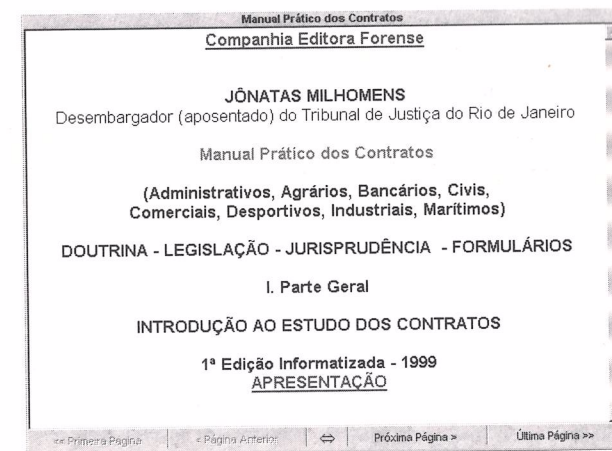 Manual Prático dos Contratos
Companhia Editora Forense
JÔNATAS MILHOMENS
Desembargador (aposentado) do Tribunal de Justiça do Rio de Janeiro
Manual Prático dos Contratos
(Administrativos, Agrários, Bancários, Civis,
Comerciais, Desportivos, Industriais, Marítimos)
DOUTRINA - LEGISLAÇÃO - JURISPRUDÊNCIA - FORMULÁRIOS
I. Parte Geral
INTRODUÇÃO AO ESTUDO DOS CONTRATOS
1ª Edição Informatizada - 1999
APRESENTAÇÃO
<< Primeira Página < Página Anterior ⇔ Próxima Página > Última Página >>